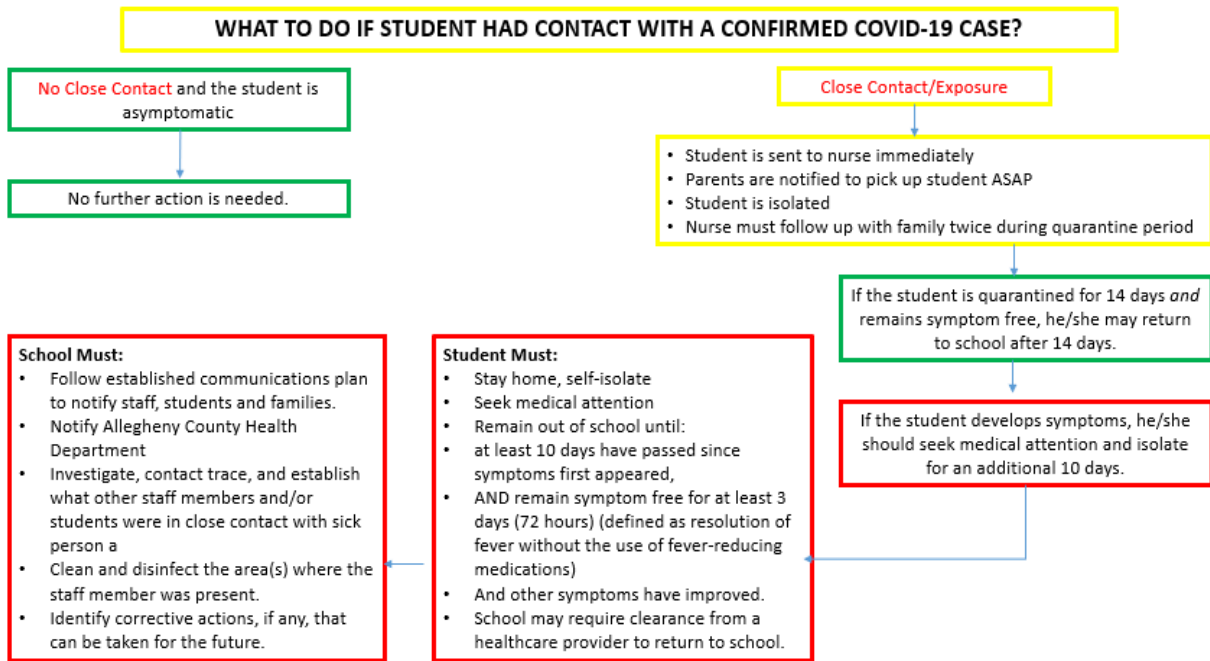 WHAT TO DO IF STUDENT HAD CONTACT WITH A CONFIRMED COVID-19 CASE?
No Close Contact and the student is
asymptomatic
No further action is needed.
Close Contact/Exposure
• Student is sent to nurse immediately
• Parents are notified to pick up student ASAP
• Student is isolated
• Nurse must follow up with family twice during quarantine period
If the student is quarantined for 14 days and
remains symptom free, he/she may return
to school after 14 days.
If the student develops symptoms, he/she
should seek medical attention and isolate
for an additional 10 days.
Student Must:
• Stay home, self-isolate
• Seek medical attention
• Remain out of school until:
• at least 10 days have passed since
symptoms first appeared,
• AND remain symptom free for at least 3
days (72 hours) (defined as resolution of
fever without the use of fever-reducing
medications)
• And other symptoms have improved.
• School may require clearance from a
healthcare provider to return to school.
School Must:
• Follow established communications plan
to notify staff, students and families.
• Notify Allegheny County Health
Department
• Investigate, contact trace, and establish
what other staff members and/or
students were in close contact with sick
person a
• Clean and disinfect the area(s) where the
staff member was present.
• Identify corrective actions, if any, that
can be taken for the future.